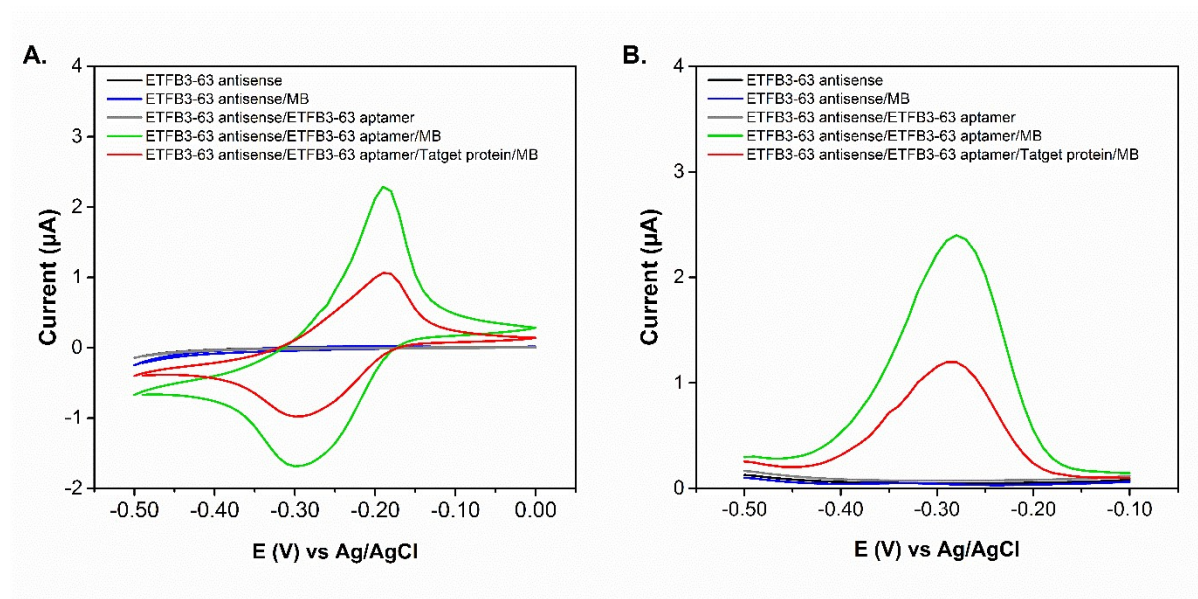 A.
4
3
2
1
0
-1
-2
Current (µA)
ETFB3-63 antisense
ETFB3-63 antisense/MB
ETFB3-63 antisense/ETFB3-63 aptamer
ETFB3-63 antisense/ETFB3-63 aptamer/MB
ETFB3-63 antisense/ETFB3-63 aptamer/Tatget protein/MB
-0.50 -0.40 -0.30 -0.20 -0.10 0.00
E (V) vs Ag/AgCl
B.
4
3
2
1
0
Current (µA)
ETFB3-63 antisense
ETFB3-63 antisense/MB
ETFB3-63 antisense/ETFB3-63 aptamer
ETFB3-63 antisense/ETFB3-63 aptamer/MB
ETFB3-63 antisense/ETFB3-63 aptamer/Tatget protein/MB
-0.50 -0.40 -0.30 -0.20 -0.10
E (V) vs Ag/AgCl